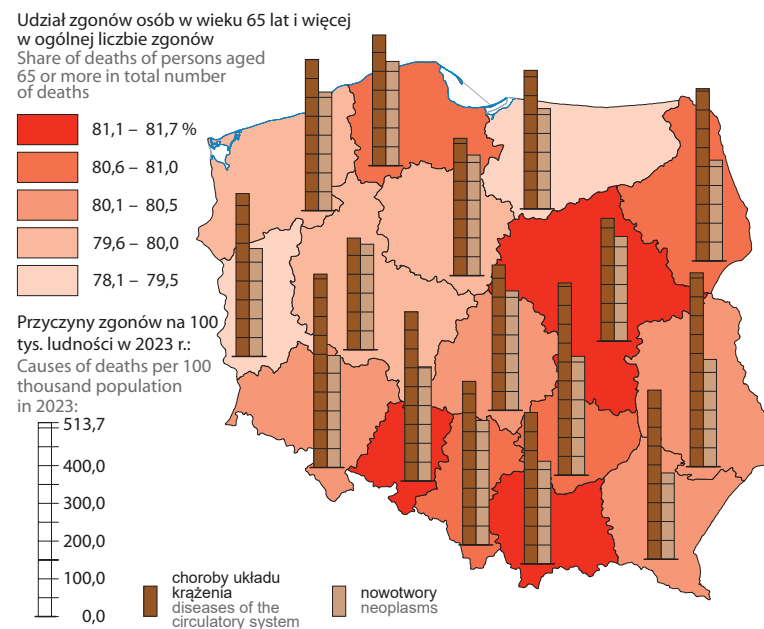 Udział zgonów osób w wieku 65 lat i więcej
w ogólnej liczbie zgonów
Share of deaths of persons aged
65 or more in total number
of deaths
81,1 – 81,7 %
80,6 – 81,0
80,1 – 80,5
79,6 – 80,0
78,1 – 79,5
Przyczyny zgonów na 100
tys. ludności w 2023 r.:
Causes of deaths per 100
thousand population
in 2023:
513,7
400,0
300,0
200,0
100,0
0,0
choroby układu
krążenia
diseases of the
circulatory system
nowotwory
neoplasms